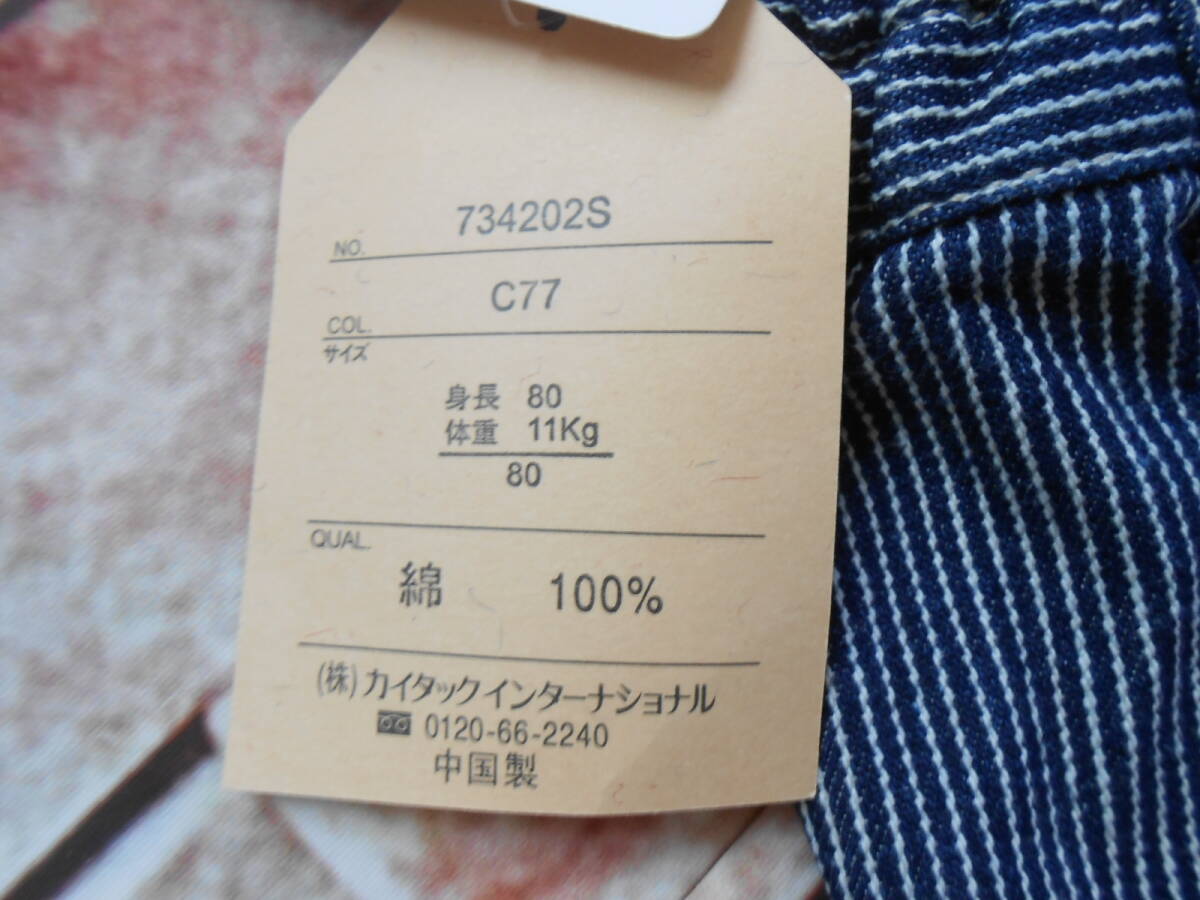 NO. 734202S
COL. C77
サイズ
身長 80
体重 11Kg
80
QUAL.
綿 100%
(株)カイタックインターナショナル
0120-66-2240
中国製